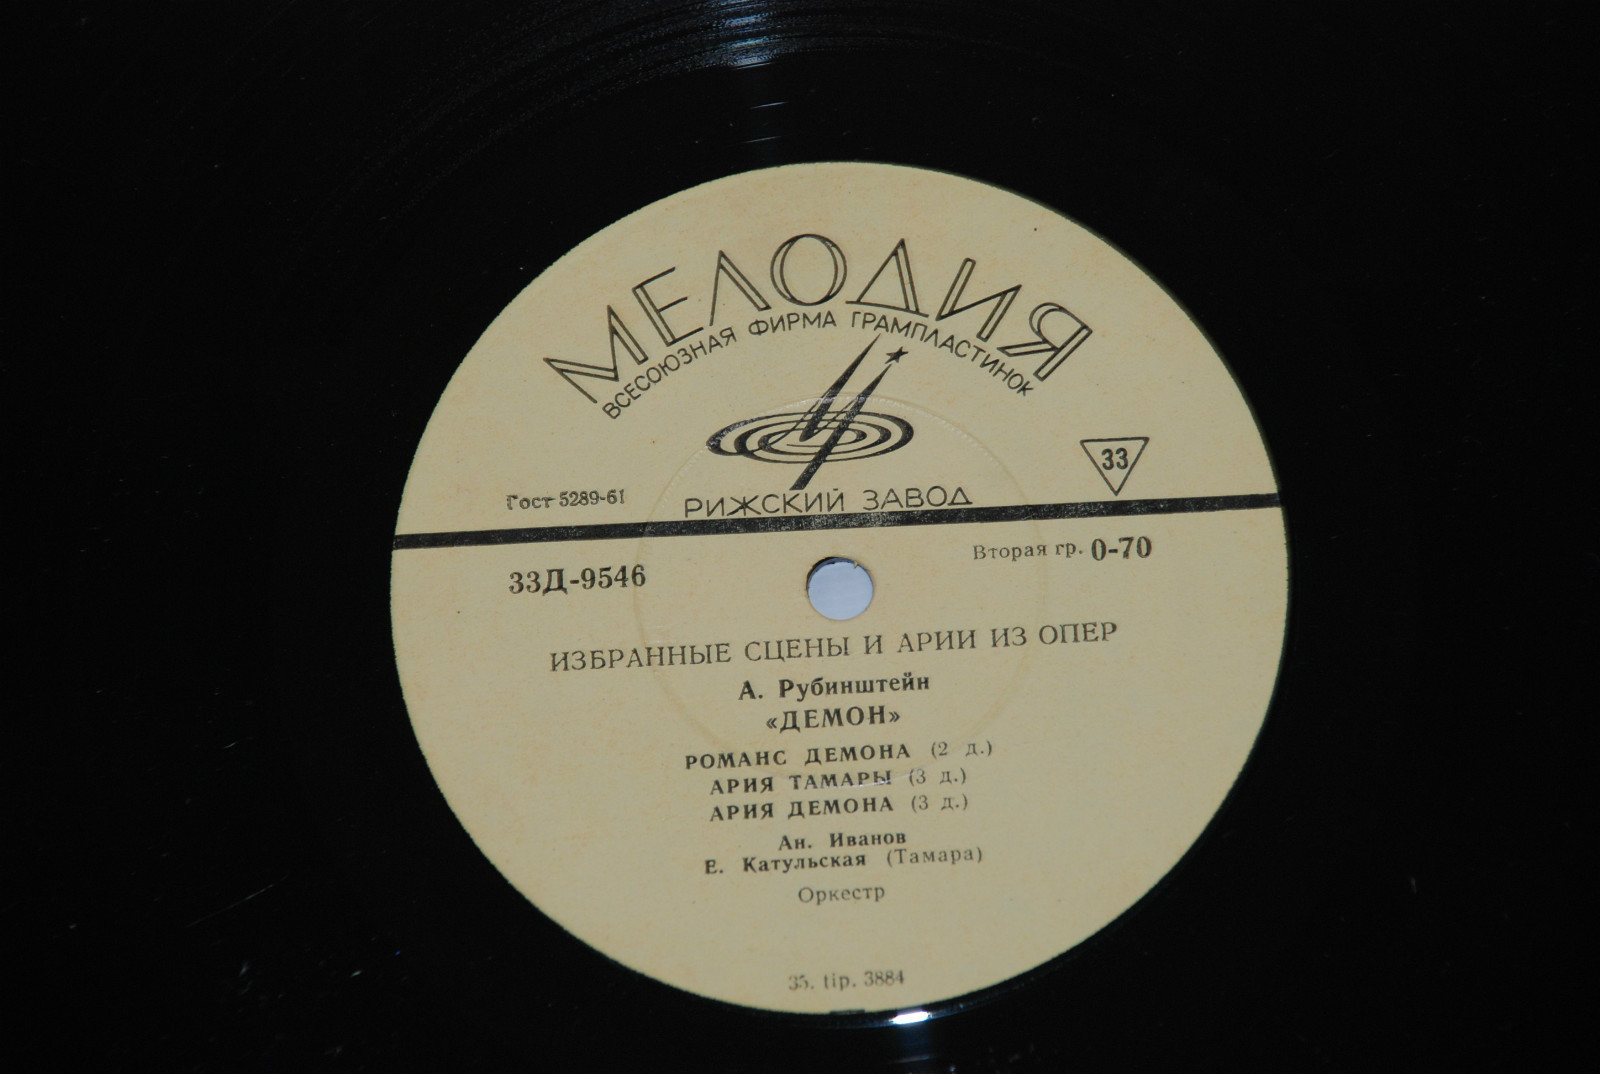 МЕЛОДИЯ
ВСЕСОЮЗНАЯ ФИРМА ГРАМПЛАСТИНОК
33
Гост 5289-61
РИЖСКИЙ ЗАВОД
Вторая гр. 0-70
33Д-9546
ИЗБРАННЫЕ СЦЕНЫ И АРИИ ИЗ ОПЕР
А. Рубинштейн
«ДЕМОН»
РОМАНС ДЕМОНА (2 д.)
АРИЯ ТАМАРЫ (3 д.)
АРИЯ ДЕМОНА (3 д.)
Ан. Иванов
Е. Катульская (Тамара)
Оркестр
35. tip. 3884